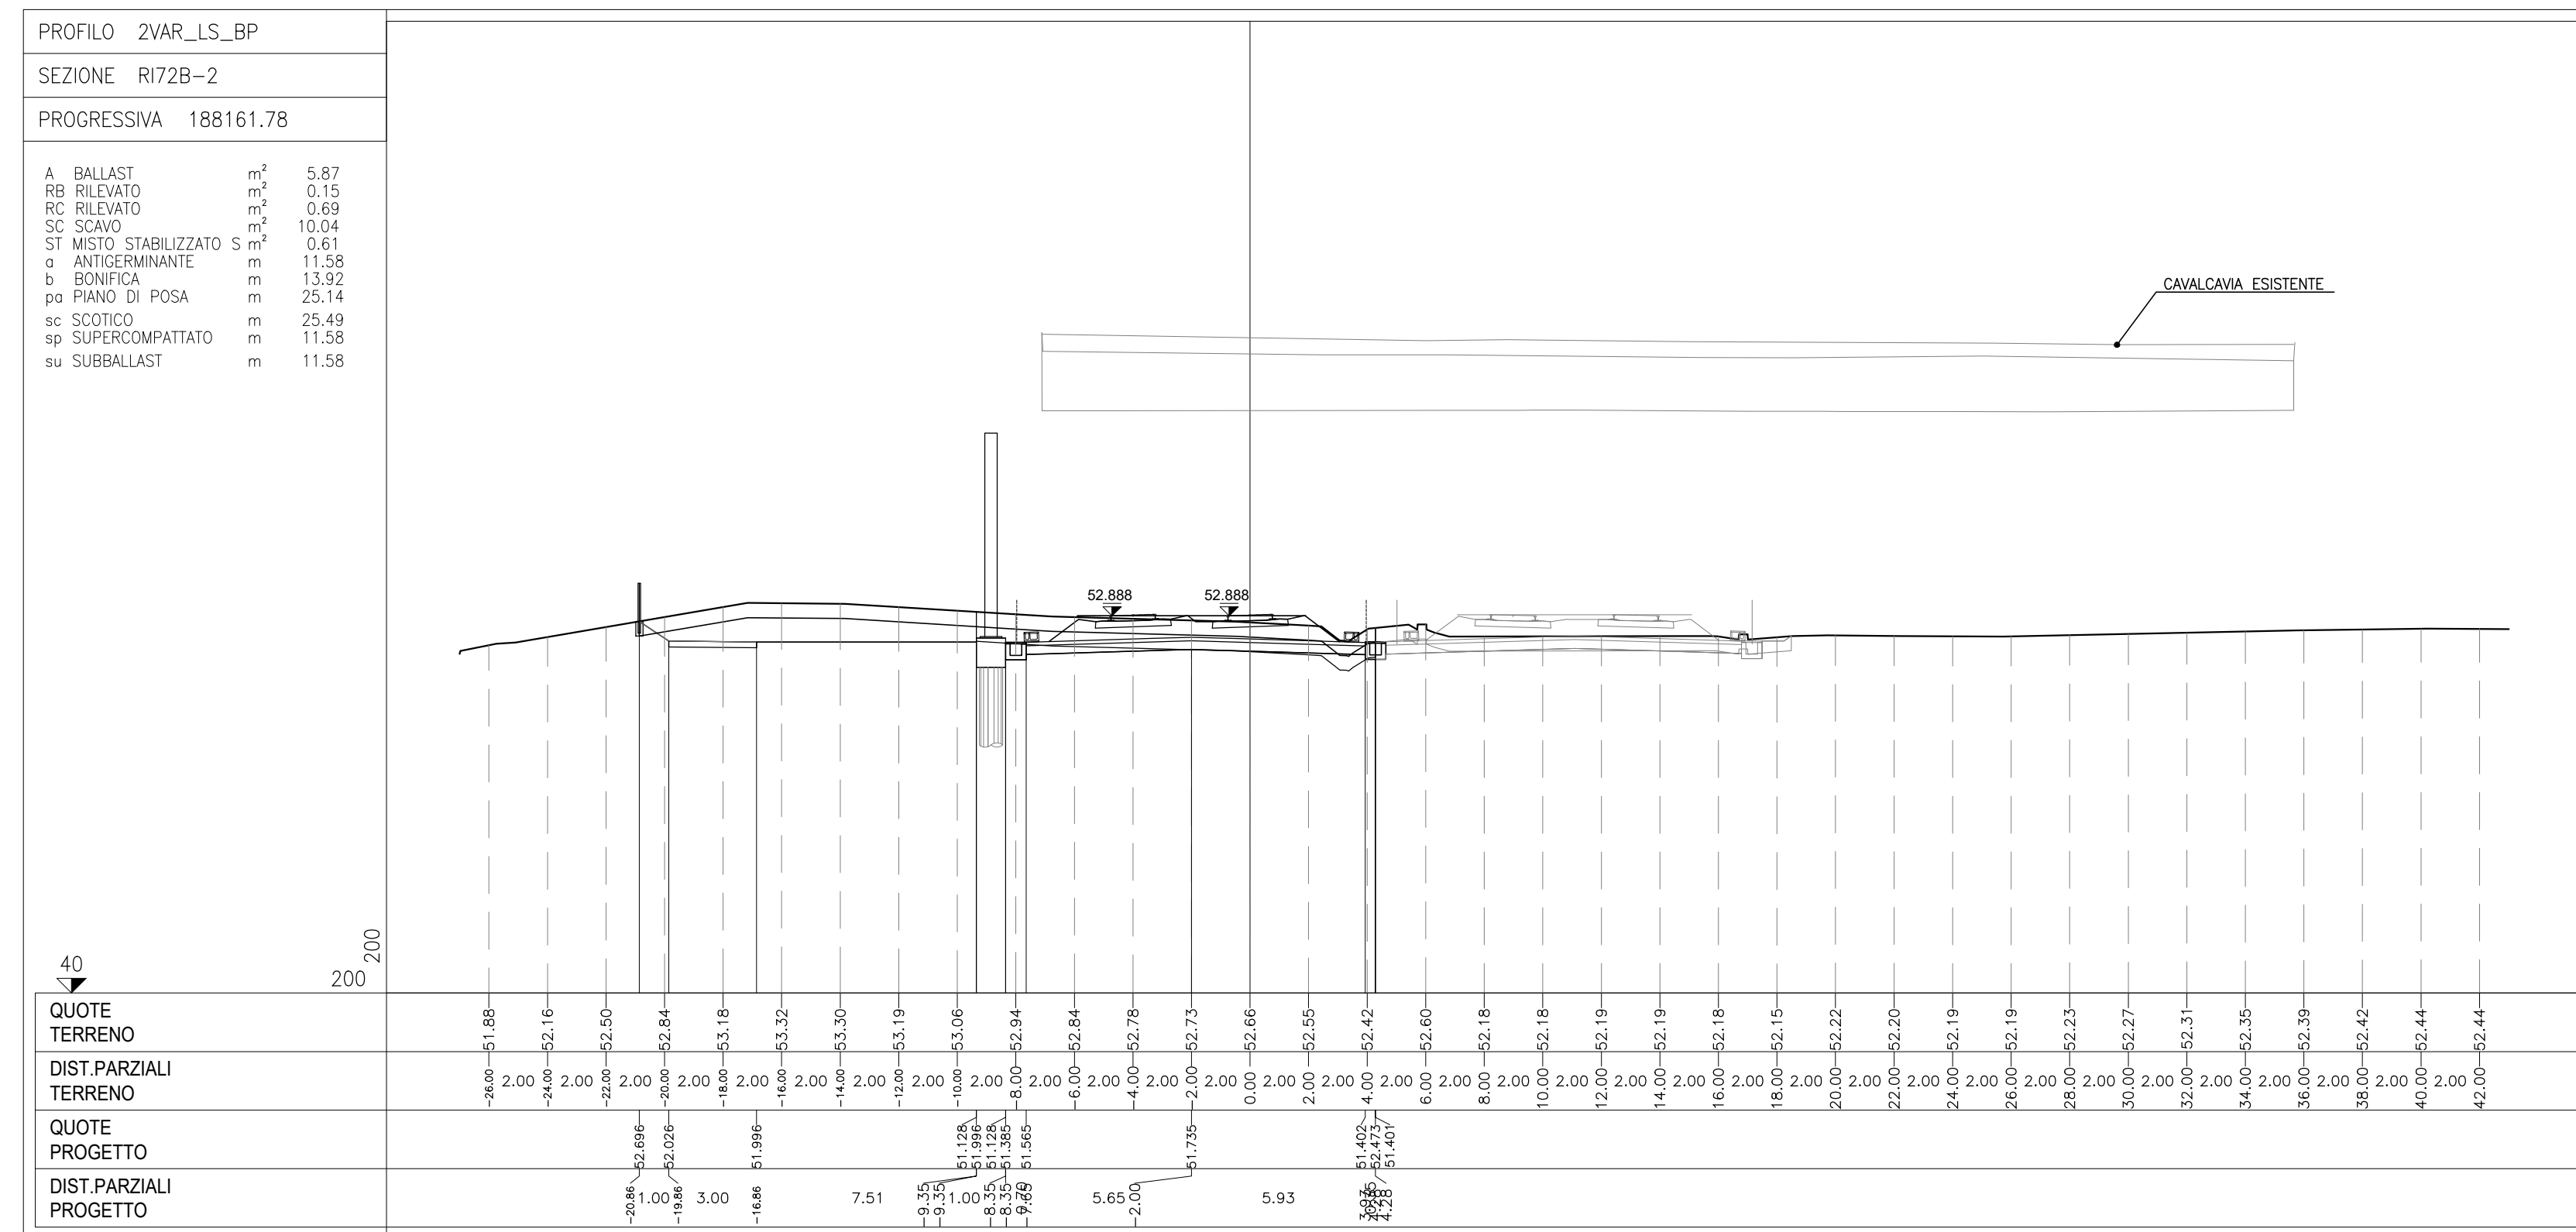 PROFILO 2VAR_LS_BP
SEZIONE RI72B-2
PROGRESSIVA 188161.78
A BALLAST m² 5.87
RB RILEVATO m² 0.15
RC RILEVATO m² 0.69
SC SCAVO m² 10.04
ST MISTO STABILIZZATO S m² 0.61
a ANTIGERMINANTE m 11.58
b BONIFICA m 13.92
pa PIANO DI POSA m 25.14
sc SCOTICO m 25.49
sp SUPERCOMPATTATO m 11.58
su SUBBALLAST m 11.58
CAVALCAVIA ESISTENTE
52.888 52.888
200
40 200
QUOTE TERRENO
51.88 52.16 52.50 52.84 53.18 53.32 53.30 53.19 53.06 52.94 52.84 52.78 52.73 52.66 52.55 52.42 52.60 52.18 52.18 52.19 52.19 52.18 52.15 52.22 52.20 52.19 52.19 52.23 52.27 52.31 52.35 52.39 52.42 52.44 52.44
DIST.PARZIALI TERRENO
-26.00 2.00 -24.00 2.00 -22.00 2.00 -20.00 2.00 -18.00 2.00 -16.00 2.00 -14.00 2.00 -12.00 2.00 -10.00 2.00 -8.00 2.00 -6.00 2.00 -4.00 2.00 -2.00 2.00 0.00 2.00 2.00 2.00 4.00 2.00 6.00 2.00 8.00 2.00 10.00 2.00 12.00 2.00 14.00 2.00 16.00 2.00 18.00 2.00 20.00 2.00 22.00 2.00 24.00 2.00 26.00 2.00 28.00 2.00 30.00 2.00 32.00 2.00 34.00 2.00 36.00 2.00 38.00 2.00 40.00 2.00 42.00
QUOTE PROGETTO
52.696 52.026 51.996 51.128 51.996 51.128 51.385 51.565 51.735 51.402 52.473 51.401
DIST.PARZIALI PROGETTO
-20.86 1.00 -19.86 3.00 -16.86 7.51 -9.35 -9.35 1.00 -8.35 -8.35 0.70 -7.65 5.65 -2.00 5.93 3.93 4.28